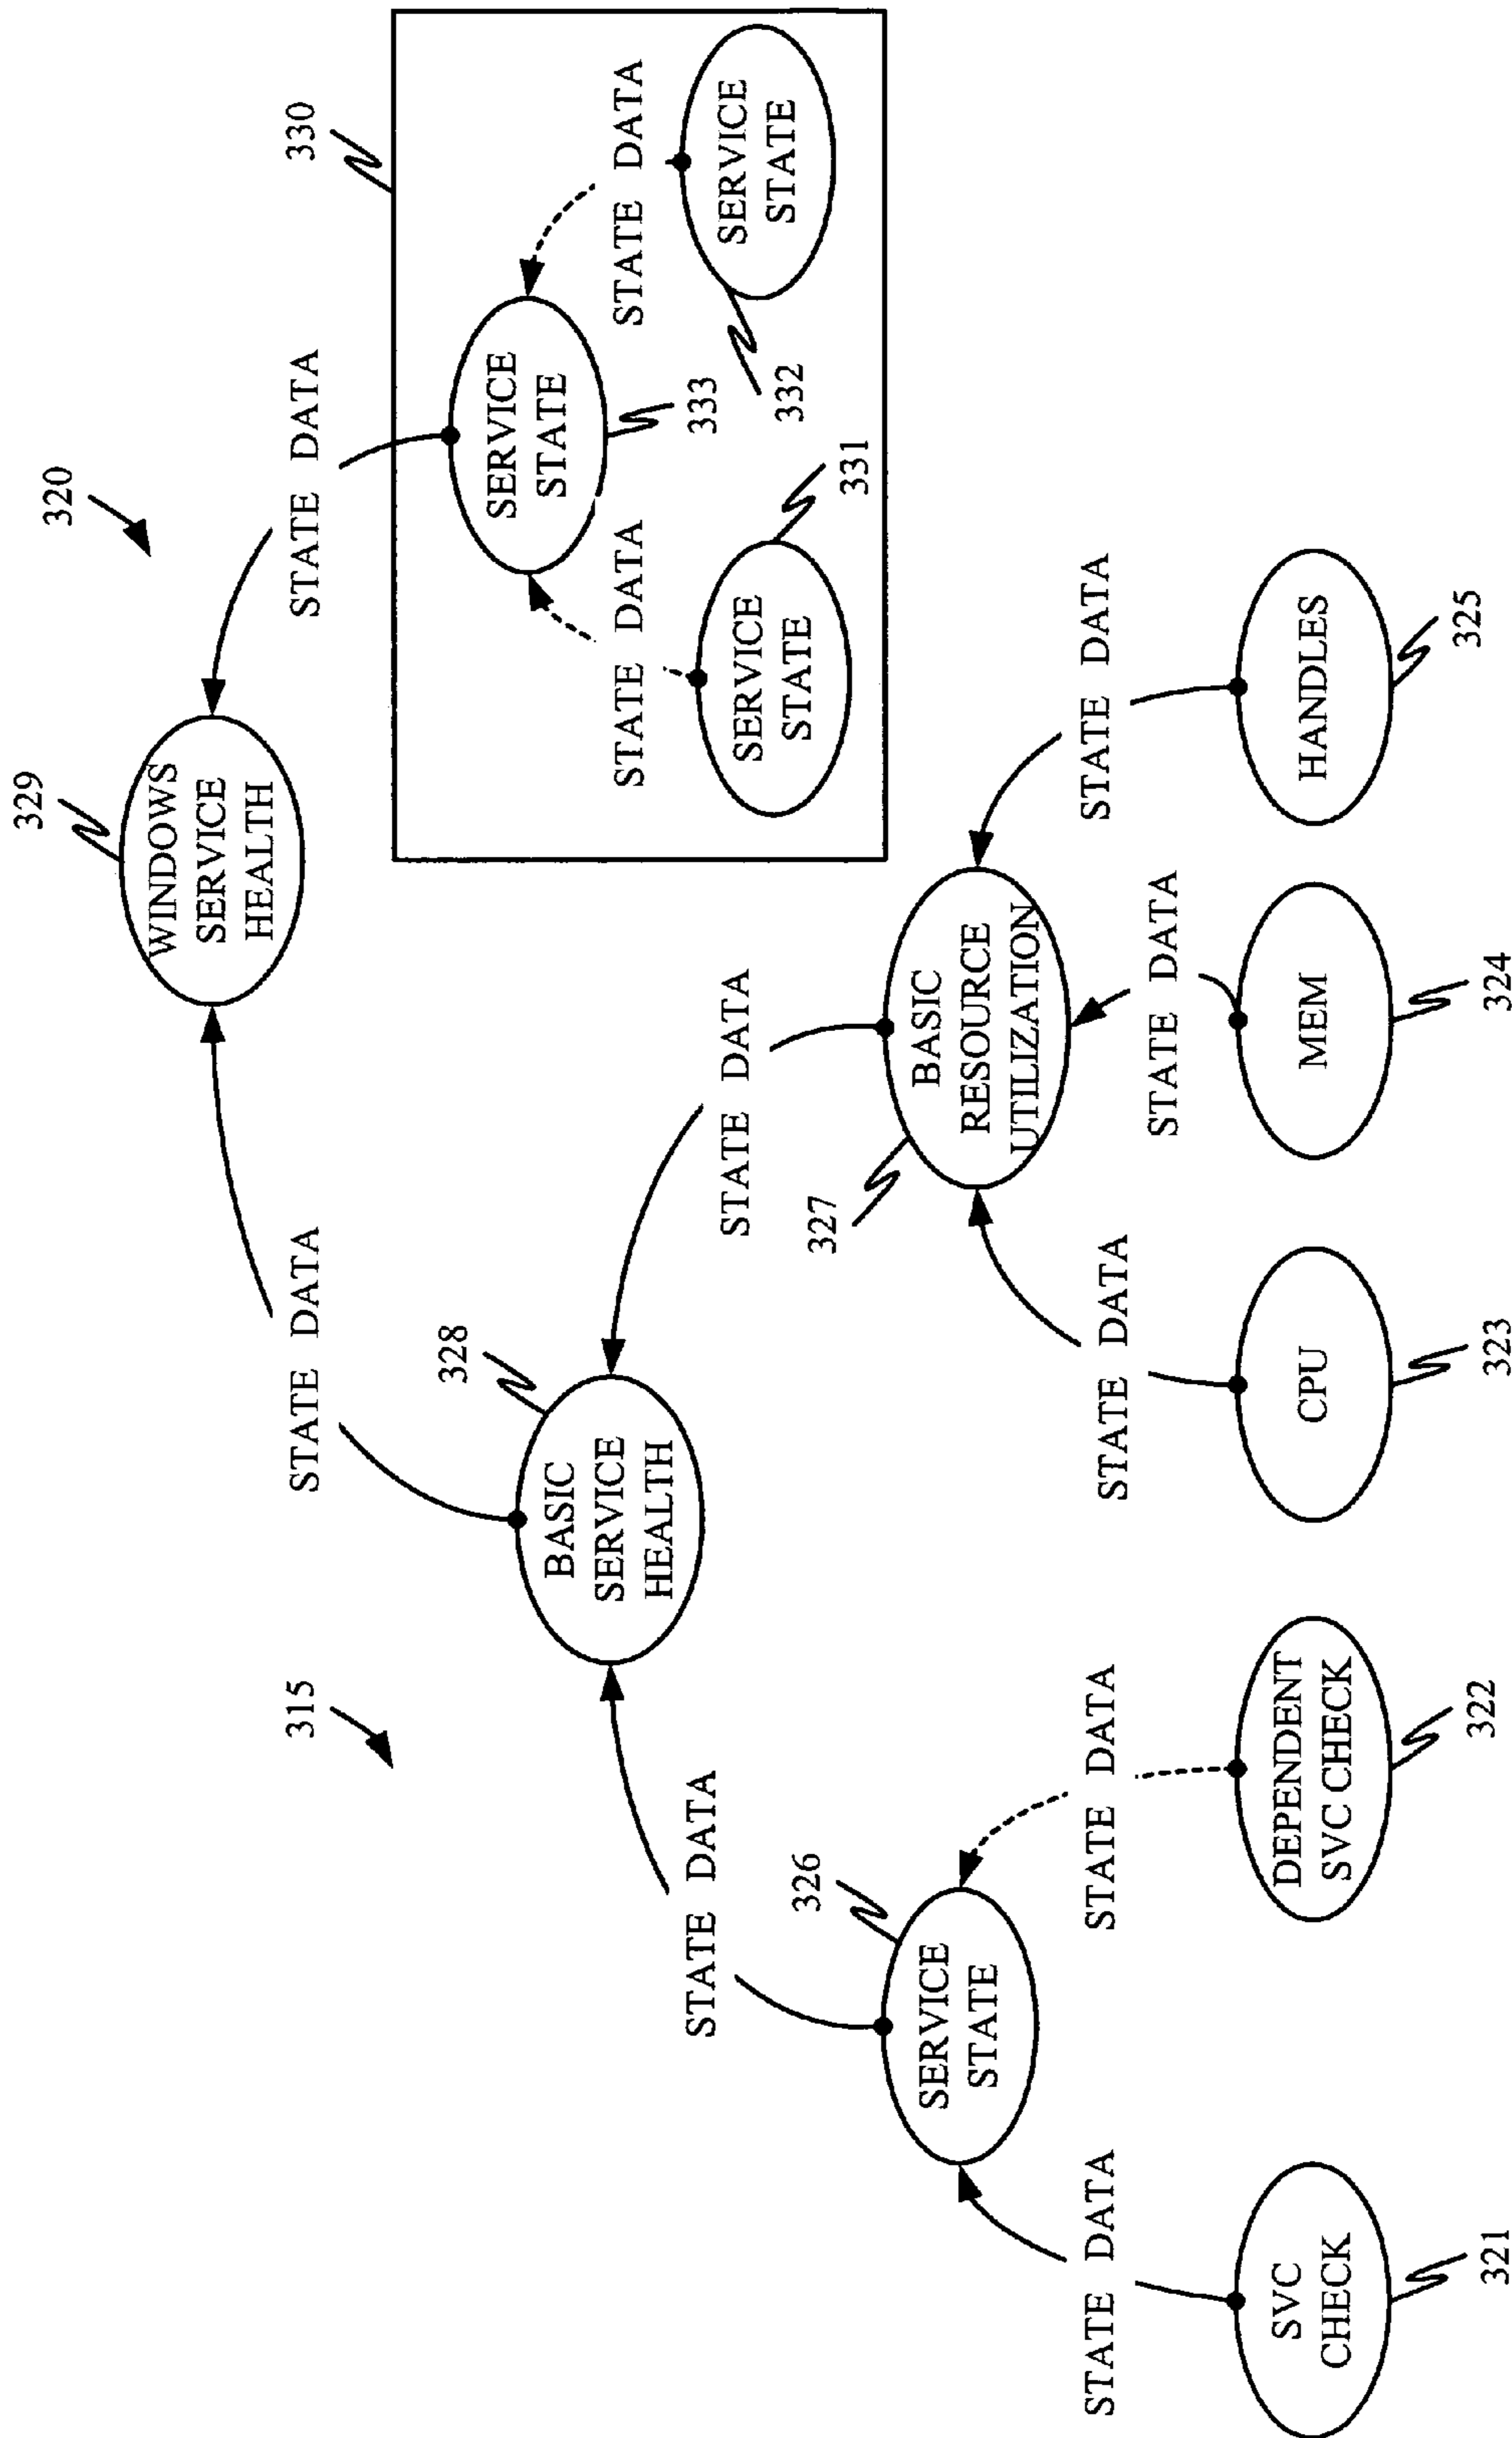 320
329
WINDOWS
SERVICE
HEALTH
STATE DATA
STATE DATA
315
330
328
BASIC
SERVICE
HEALTH
SERVICE
STATE
333
STATE DATA
STATE DATA
SERVICE
STATE
331
SERVICE
STATE
332
STATE DATA
STATE DATA
326
SERVICE
STATE
327
BASIC
RESOURCE
UTILIZATION
STATE DATA
STATE DATA
STATE DATA
STATE DATA
STATE DATA
SVC
CHECK
DEPENDENT
SVC CHECK
CPU
MEM
HANDLES
321
322
323
324
325